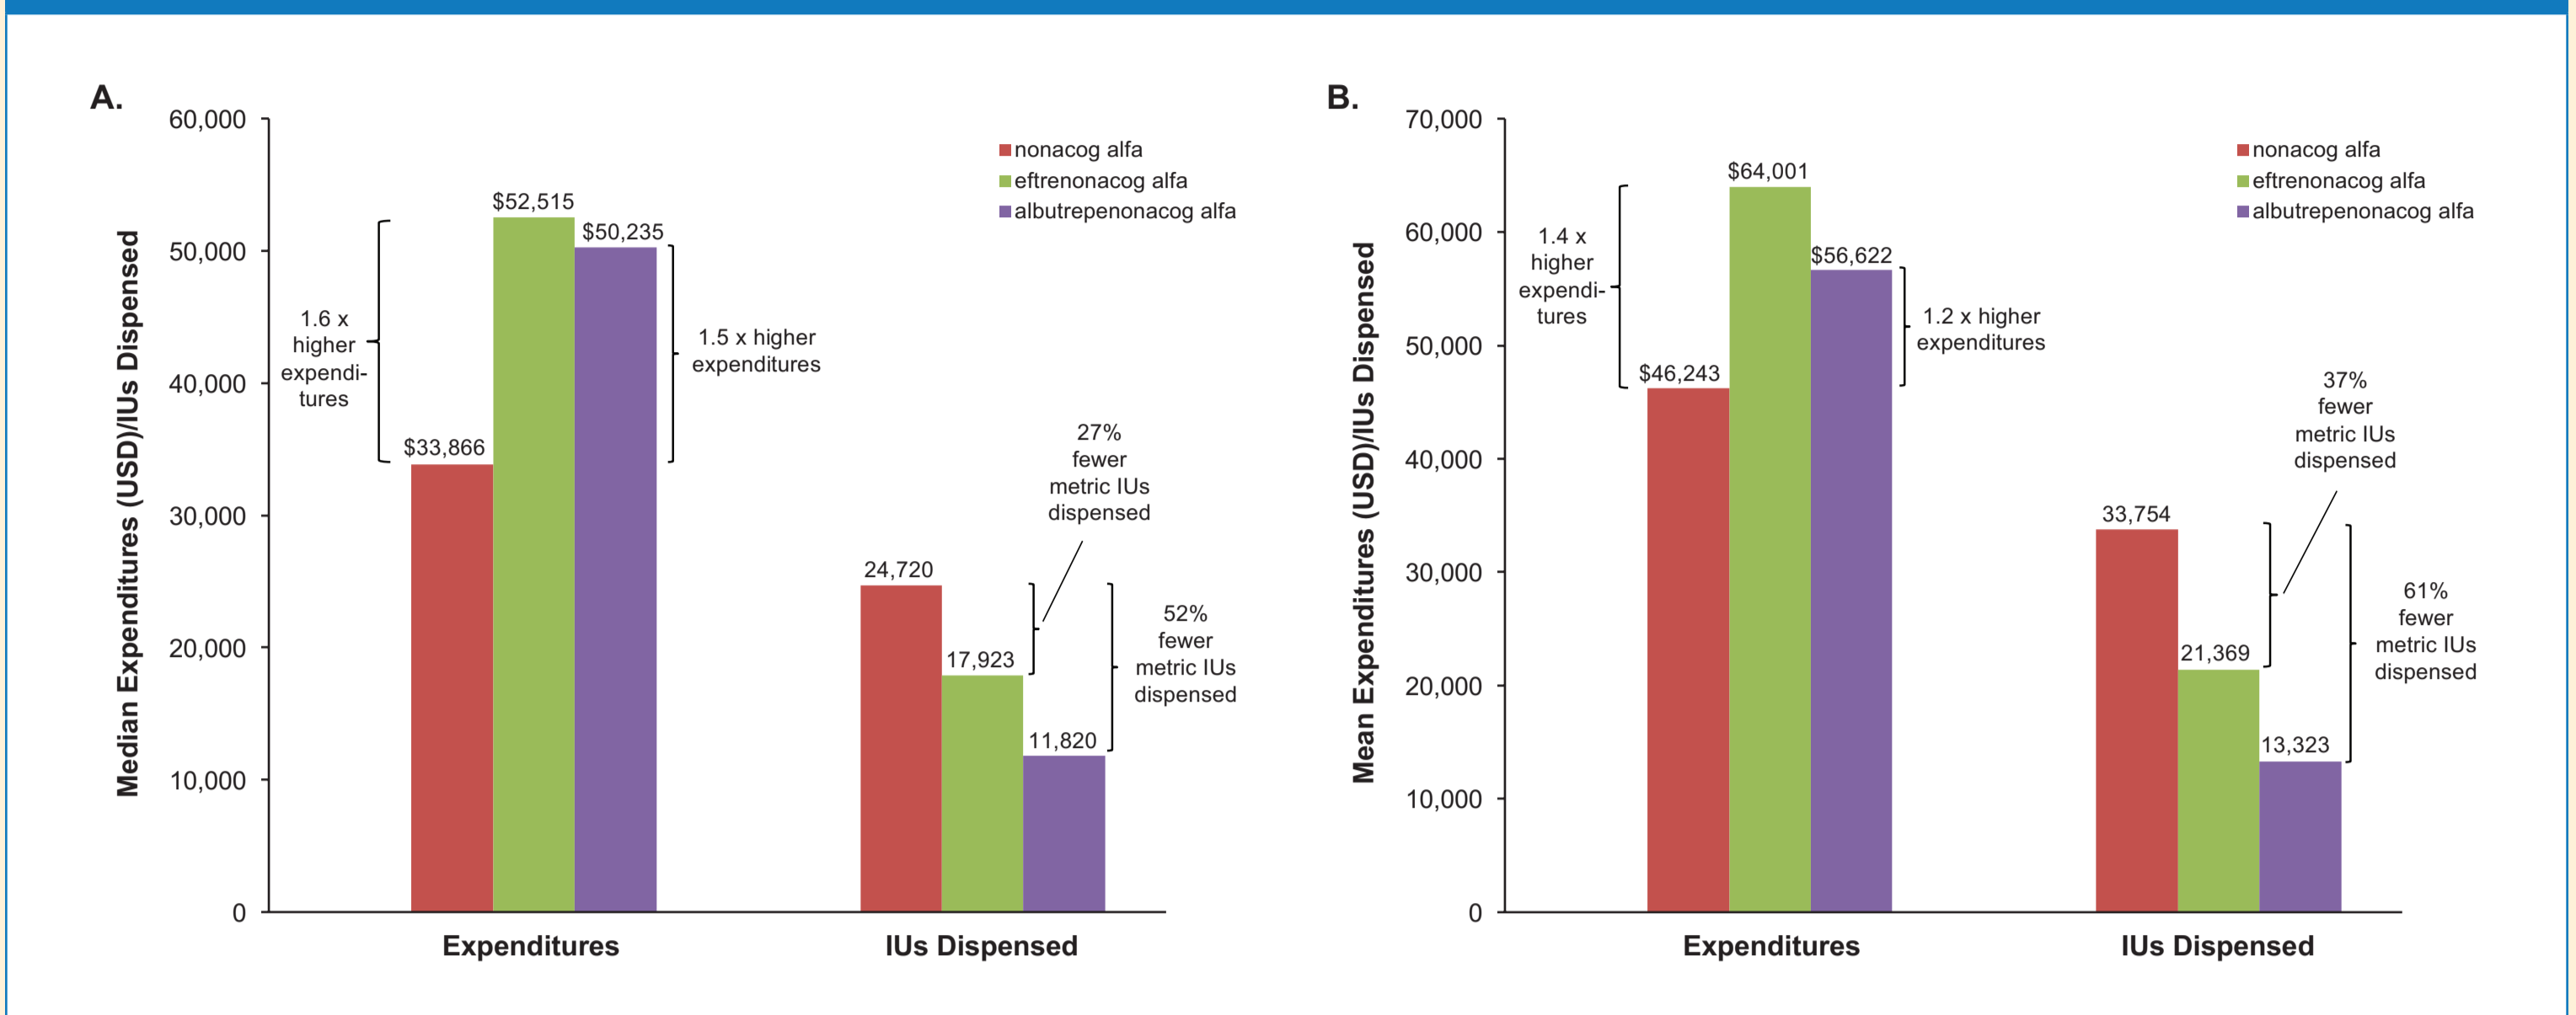 A.
Median Expenditures (USD)/IUs Dispensed
60,000
50,000
40,000
30,000
20,000
10,000
0
nonacog alfa
eftrenonacog alfa
albutrepenonacog alfa
$33,866
$52,515
$50,235
1.6 x
higher
expendi-
tures
1.5 x higher
expenditures
24,720
17,923
11,820
27%
fewer
metric IUs
dispensed
52%
fewer
metric IUs
dispensed
Expenditures
IUs Dispensed
B.
Mean Expenditures (USD)/IUs Dispensed
70,000
60,000
50,000
40,000
30,000
20,000
10,000
0
nonacog alfa
eftrenonacog alfa
albutrepenonacog alfa
$46,243
$64,001
$56,622
1.4 x
higher
expendi-
tures
1.2 x higher
expenditures
33,754
21,369
13,323
37%
fewer
metric IUs
dispensed
61%
fewer
metric IUs
dispensed
Expenditures
IUs Dispensed